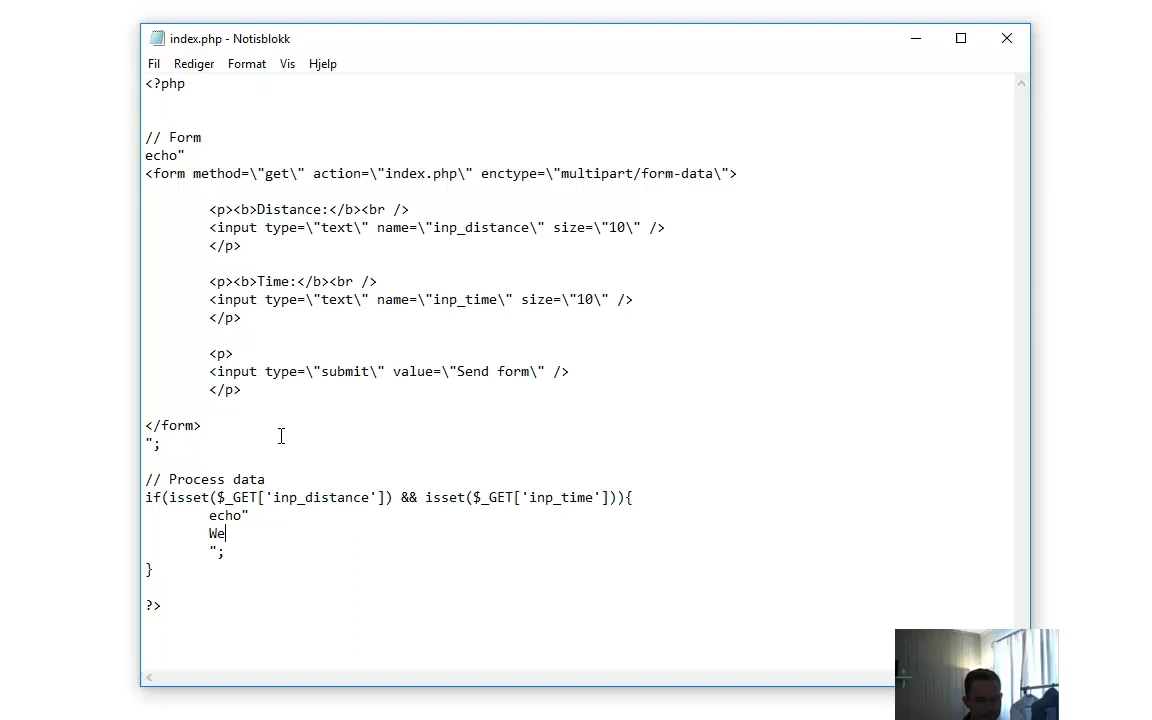 index.php - Notisblokk
Fil Rediger Format Vis Hjelp
<?php
// Form
echo"
<form method=\"get\" action=\"index.php\" enctype=\"multipart/form-data\">
<p><b>Distance:</b><br />
<input type=\"text\" name=\"inp_distance\" size=\"10\" />
</p>
<p><b>Time:</b><br />
<input type=\"text\" name=\"inp_time\" size=\"10\" />
</p>
<p>
<input type=\"submit\" value=\"Send form\" />
</p>
</form>
";
// Process data
if(isset($_GET['inp_distance']) && isset($_GET['inp_time'])){
echo"
We
";
}
?>